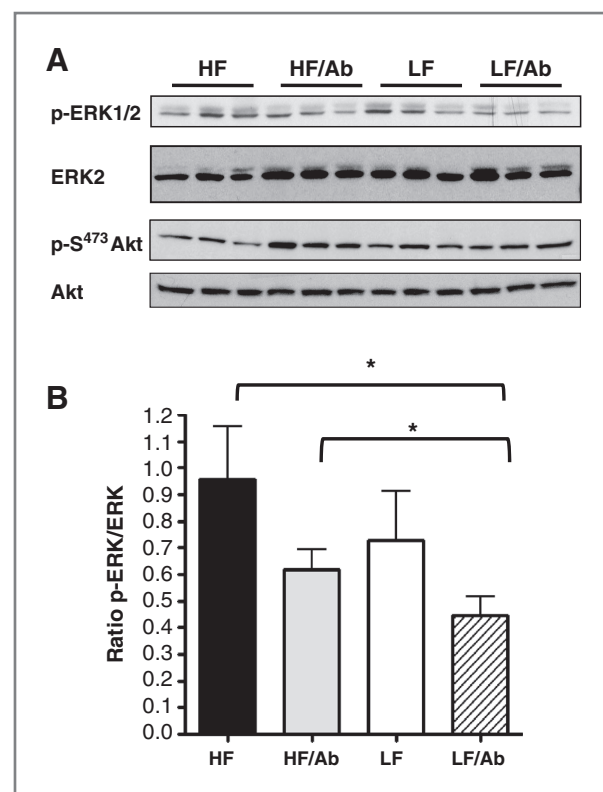 A
HF HF/Ab LF LF/Ab
p-ERK1/2
ERK2
p-S⁴⁷³ Akt
Akt
B
*
*
Ratio p-ERK/ERK
1.2
1.1
1.0
0.9
0.8
0.7
0.6
0.5
0.4
0.3
0.2
0.1
0.0
HF HF/Ab LF LF/Ab